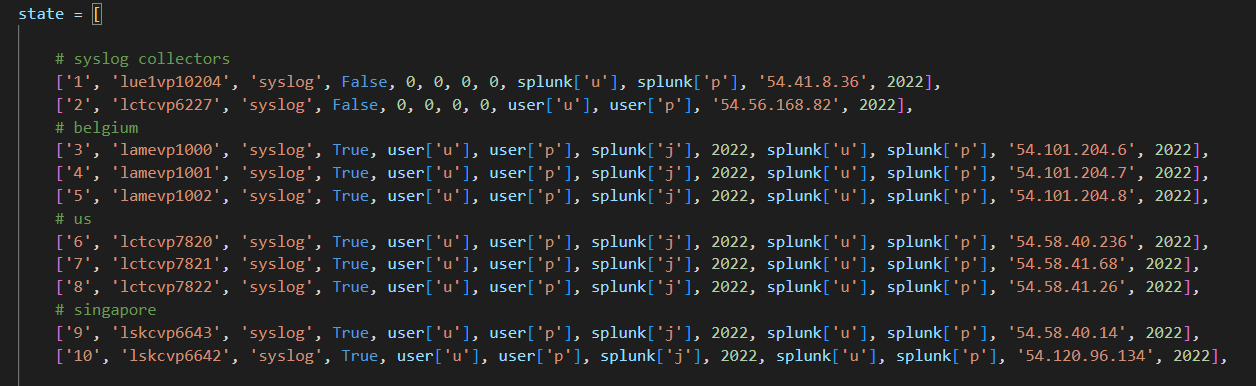 state = [
# syslog collectors
['1', 'lue1vp10204', 'syslog', False, 0, 0, 0, 0, splunk['u'], splunk['p'], '54.41.8.36', 2022],
['2', 'lctcvp6227', 'syslog', False, 0, 0, 0, 0, user['u'], user['p'], '54.56.168.82', 2022],
# belgium
['3', 'lamevp1000', 'syslog', True, user['u'], user['p'], splunk['j'], 2022, splunk['u'], splunk['p'], '54.101.204.6', 2022],
['4', 'lamevp1001', 'syslog', True, user['u'], user['p'], splunk['j'], 2022, splunk['u'], splunk['p'], '54.101.204.7', 2022],
['5', 'lamevp1002', 'syslog', True, user['u'], user['p'], splunk['j'], 2022, splunk['u'], splunk['p'], '54.101.204.8', 2022],
# us
['6', 'lctcvp7820', 'syslog', True, user['u'], user['p'], splunk['j'], 2022, splunk['u'], splunk['p'], '54.58.40.236', 2022],
['7', 'lctcvp7821', 'syslog', True, user['u'], user['p'], splunk['j'], 2022, splunk['u'], splunk['p'], '54.58.41.68', 2022],
['8', 'lctcvp7822', 'syslog', True, user['u'], user['p'], splunk['j'], 2022, splunk['u'], splunk['p'], '54.58.41.26', 2022],
# singapore
['9', 'lskcvp6643', 'syslog', True, user['u'], user['p'], splunk['j'], 2022, splunk['u'], splunk['p'], '54.58.40.14', 2022],
['10', 'lskcvp6642', 'syslog', True, user['u'], user['p'], splunk['j'], 2022, splunk['u'], splunk['p'], '54.120.96.134', 2022],